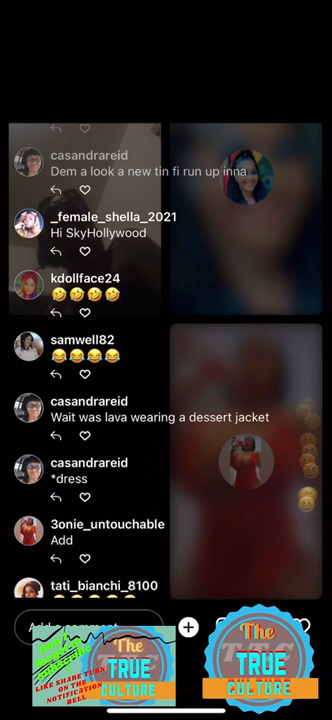 casandrareid
Dem a look a new tin fi run up inna
_female_shella_2021
Hi SkyHollywood
kdollface24
🤣🤣🤣🤣
samwell82
😂😂😂😂
casandrareid
Wait was lava wearing a dessert jacket
casandrareid
*dress
3onie_untouchable
Add
tati_bianchi_8100
Subscribe
LIKE SHARE TURN
ON THE
NOTIFICATION
BELL
The
TRUE
CULTURE
The
TRUE
CULTURE